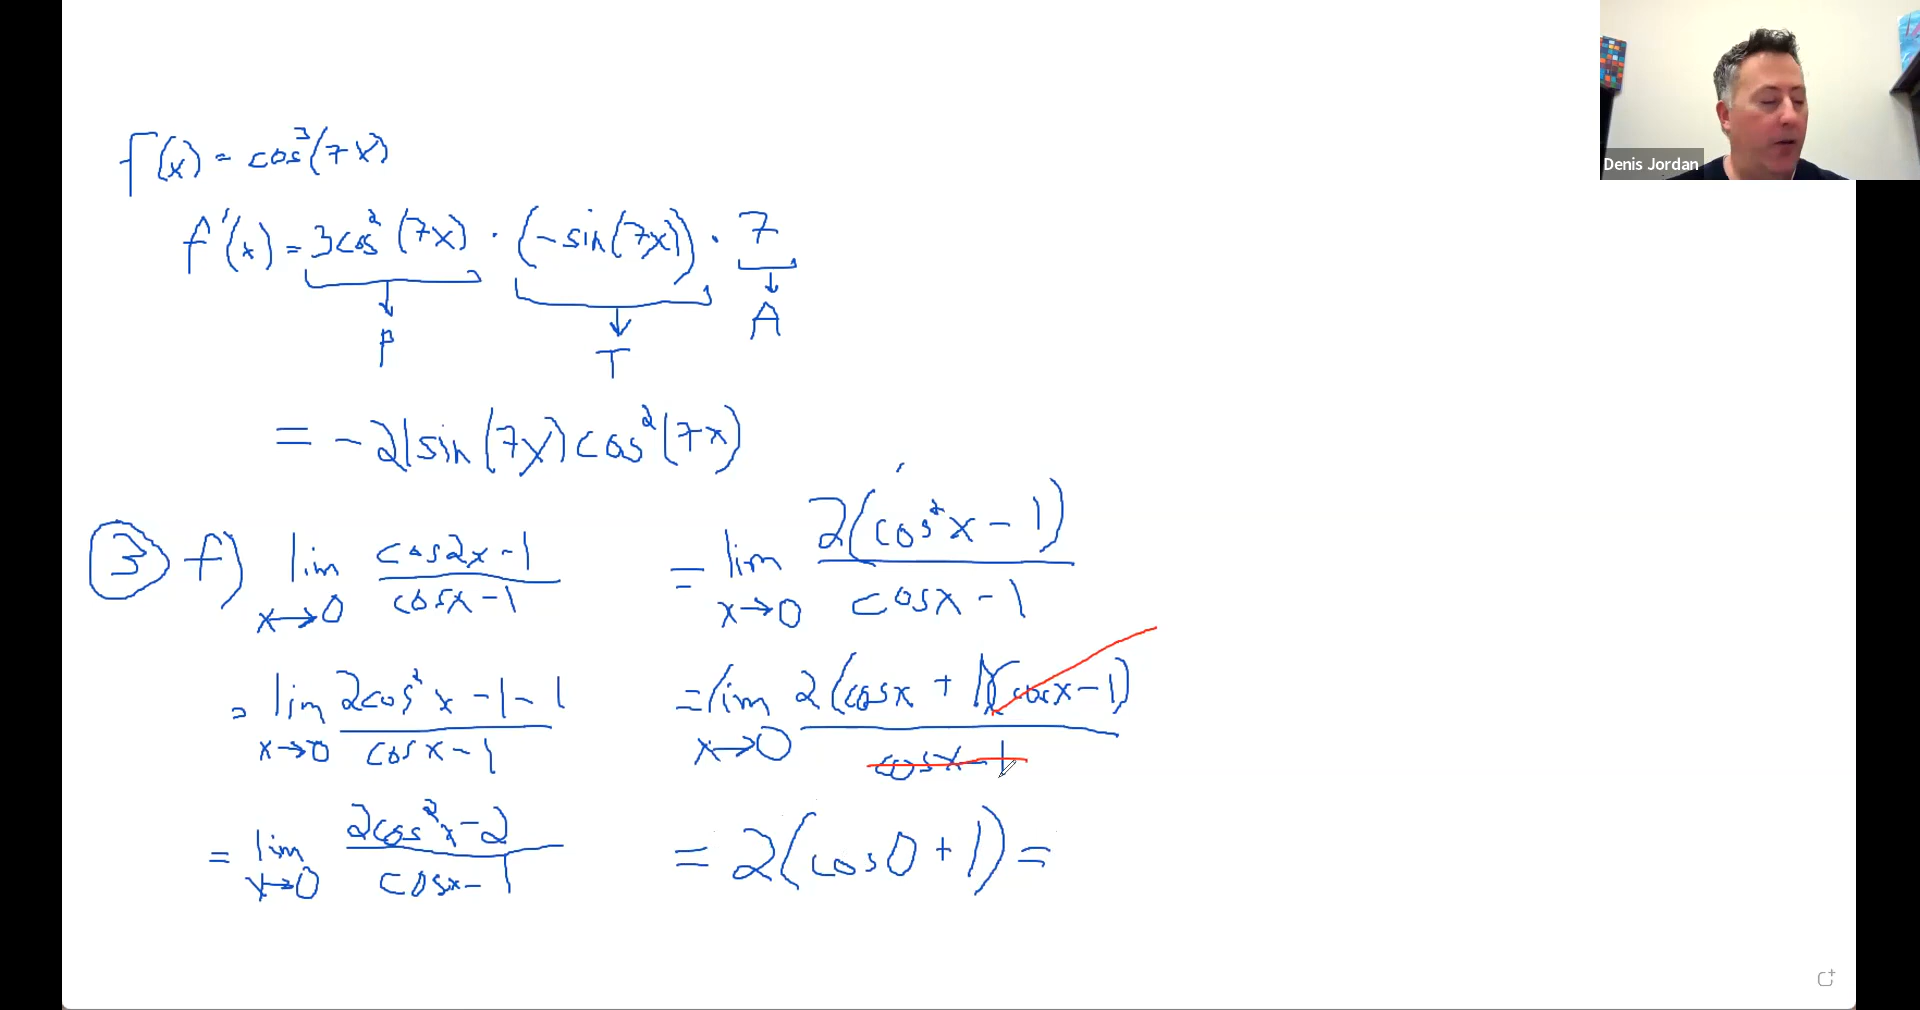 Denis Jordan
f(x) = cos³(7x)
f'(x) = 3cos²(7x) · (-sin(7x)) · 7
P
T
A
= -21sin(7x)cos²(7x)
③ f) lim x→0 (cos2x-1)/(cosx-1)
= lim x→0 (2cos²x-1-1)/(cosx-1)
= lim x→0 (2cos²x-2)/(cosx-1)
= lim x→0 2(cos²x-1)/(cosx-1)
= lim x→0 2(cosx+1)(cosx-1)/(cosx-1)
= 2(cos0+1)=